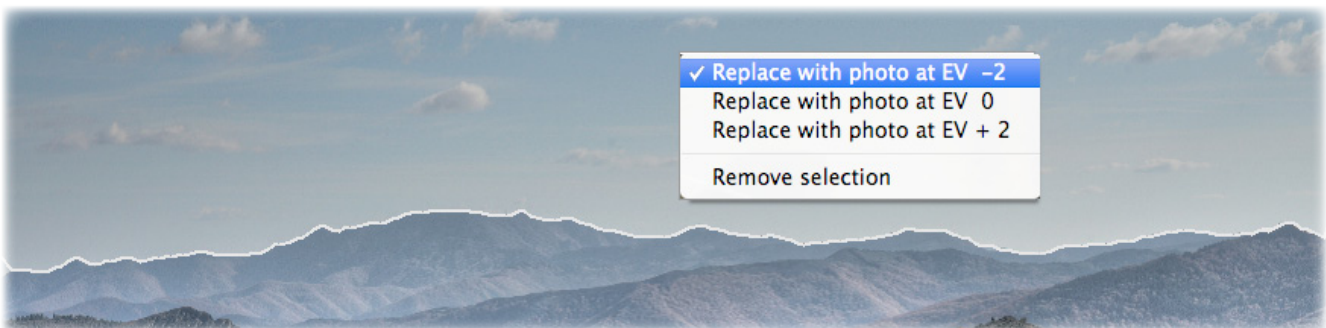 ✓ Replace with photo at EV -2
Replace with photo at EV 0
Replace with photo at EV + 2
Remove selection